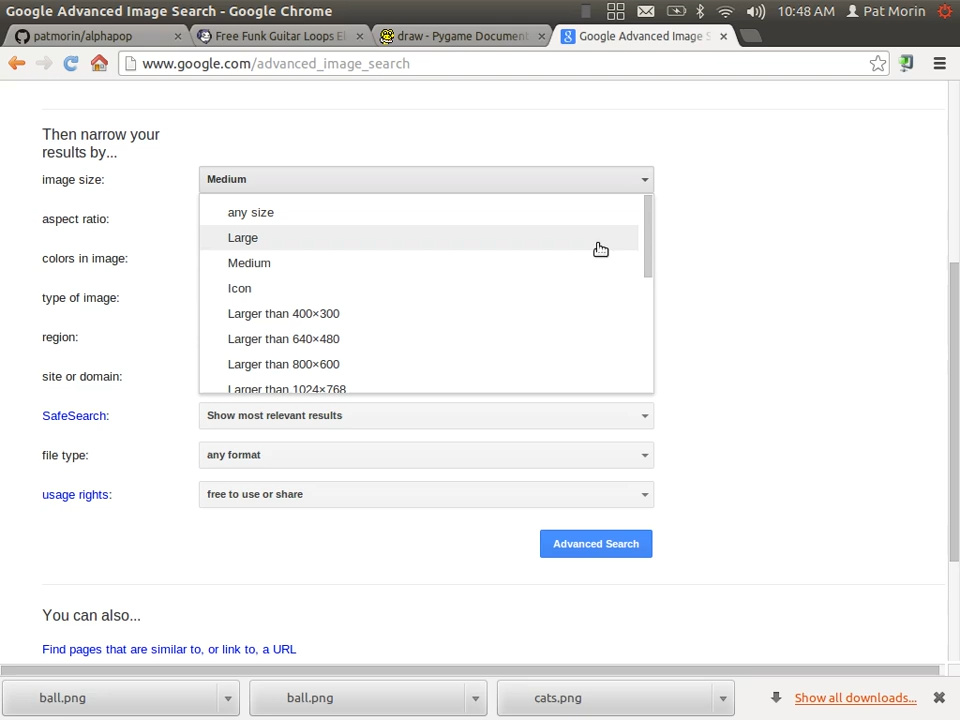 Google Advanced Image Search - Google Chrome
10:48 AM
Pat Morin
patmorin/alphapop
Free Funk Guitar Loops El
draw - Pygame Document
Google Advanced Image S
www.google.com/advanced_image_search
Then narrow your
results by...
image size:
Medium
any size
aspect ratio:
Large
colors in image:
Medium
Icon
type of image:
Larger than 400×300
region:
Larger than 640×480
Larger than 800×600
site or domain:
Larger than 1024×768
SafeSearch:
Show most relevant results
file type:
any format
usage rights:
free to use or share
Advanced Search
You can also...
Find pages that are similar to, or link to, a URL
ball.png
ball.png
cats.png
Show all downloads...